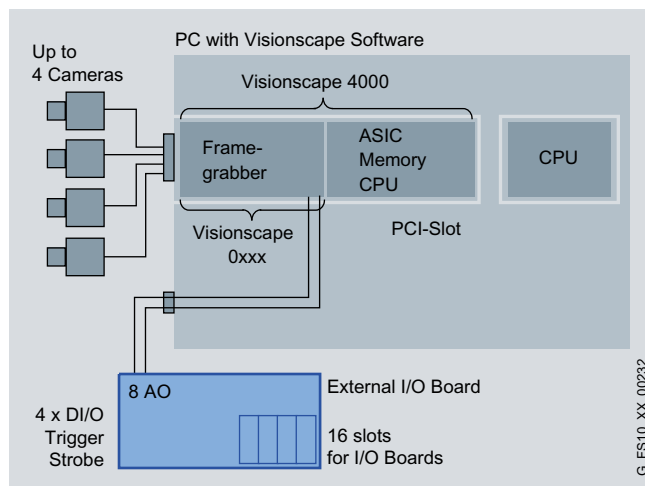 PC with Visionscape Software
Up to
4 Cameras
Visionscape 4000
Frame-
grabber
ASIC
Memory
CPU
CPU
Visionscape
0xxx
PCI-Slot
8 AO
External I/O Board
4 x DI/O
Trigger
Strobe
16 slots
for I/O Boards
G_FS10_XX_00232